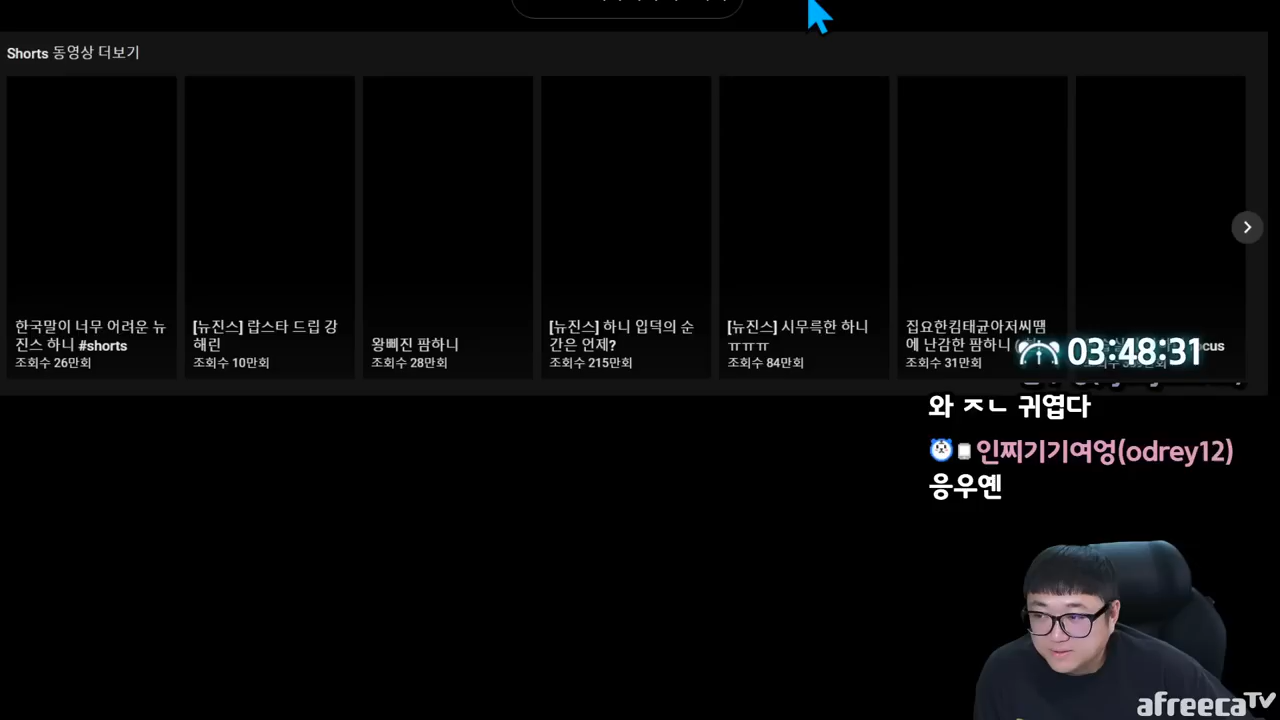 Shorts 동영상 더보기
한국말이 너무 어려운 뉴
진스 하니 #shorts
조회수 26만회
[뉴진스] 랍스타 드립 강
해린
조회수 10만회
왕삐진 팜하니
조회수 28만회
[뉴진스] 하니 입덕의 순
간은 언제?
조회수 215만회
[뉴진스] 시무륵한 하니
ㅠㅠㅠ
조회수 84만회
집요한킴태균아저씨땜
에 난감한 팜하니
조회수 31만회
03:48:31
와 ㅈㄴ 귀엽다
인찌기기여엉(odrey12)
응우옌
afreecaTV